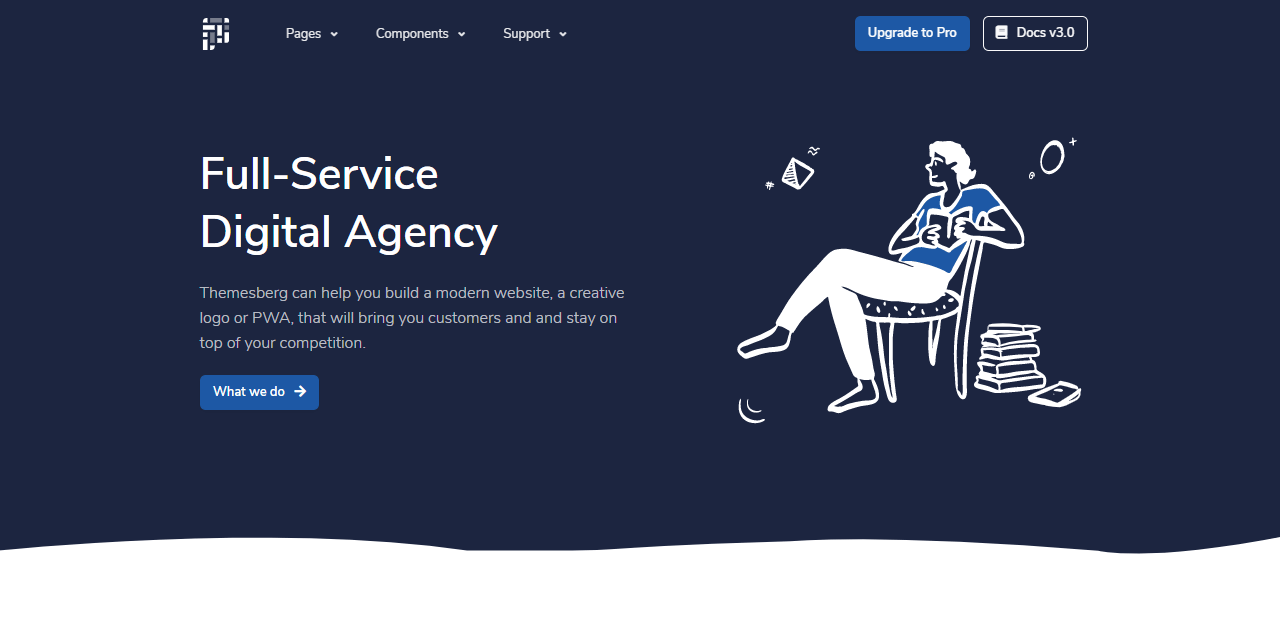 Pages
Components
Support
Upgrade to Pro
Docs v3.0
Full-Service
Digital Agency
Themesberg can help you build a modern website, a creative
logo or PWA, that will bring you customers and and stay on
top of your competition.
What we do